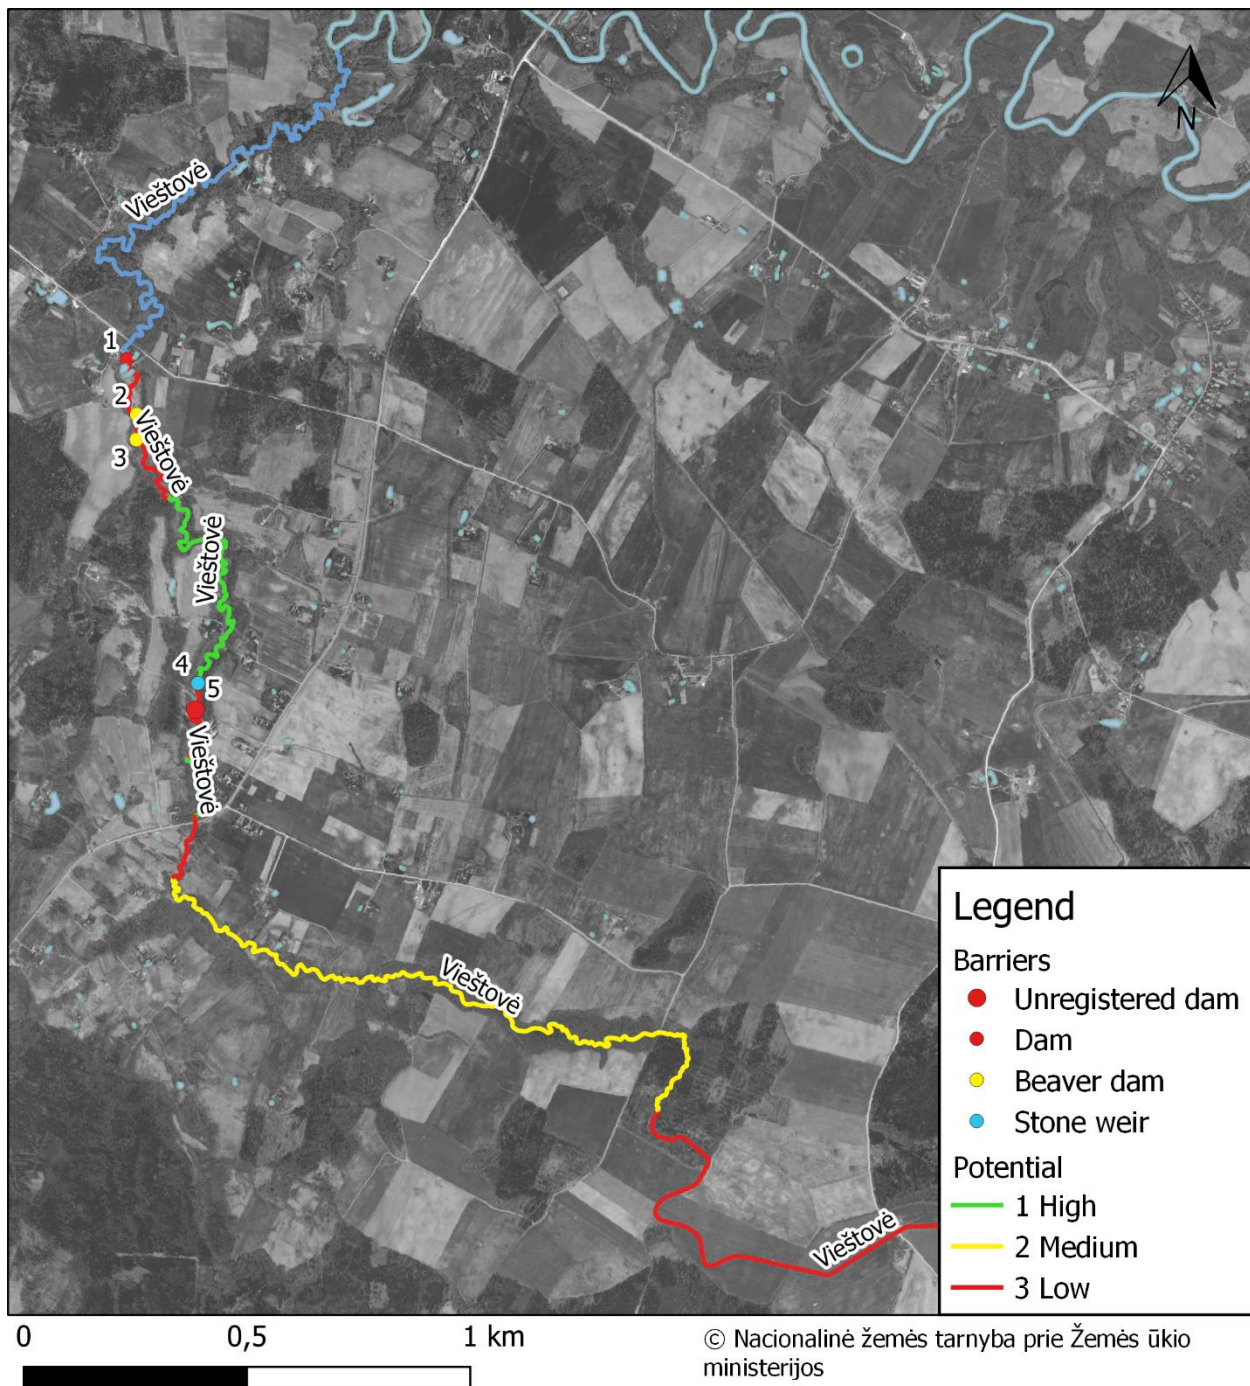 N
Vieštovė
1
2
Vieštovė
3
Vieštovė
4
5
Vieštovė
Vieštovė
Vieštovė
Legend
Barriers
Unregistered dam
Dam
Beaver dam
Stone weir
Potential
1 High
2 Medium
3 Low
0 0,5 1 km
© Nacionalinė žemės tarnyba prie Žemės ūkio
ministerijos